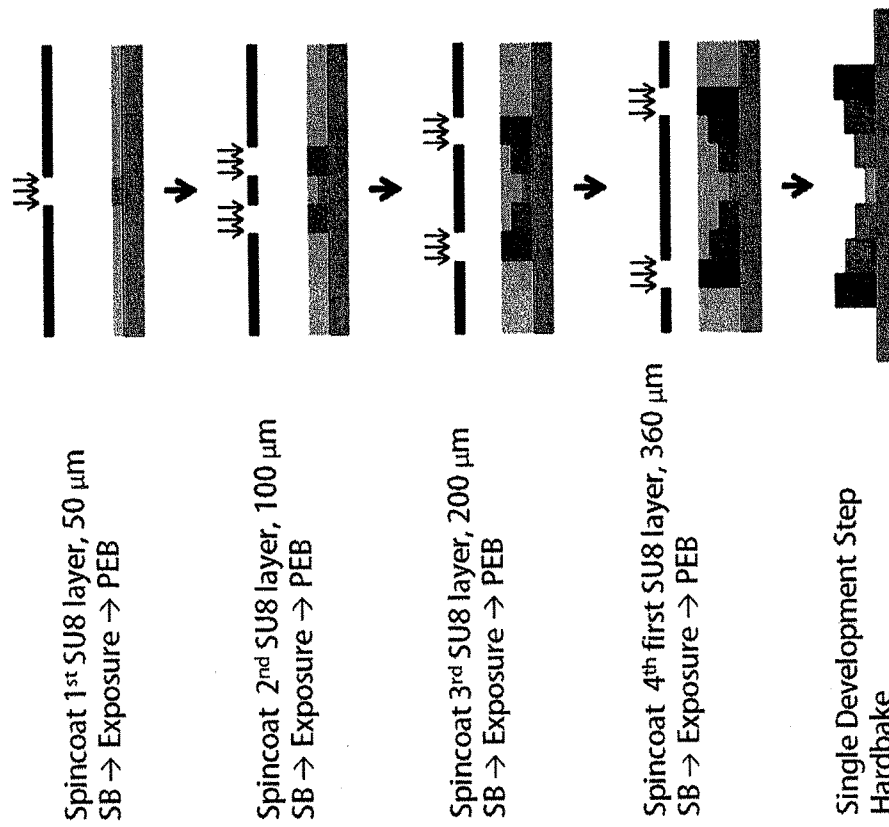 Spincoat 1st SU8 layer, 50 μm
SB → Exposure → PEB
Spincoat 2nd SU8 layer, 100 μm
SB → Exposure → PEB
Spincoat 3rd SU8 layer, 200 μm
SB → Exposure → PEB
Spincoat 4th first SU8 layer, 360 μm
SB → Exposure → PEB
Single Development Step
Hardbake